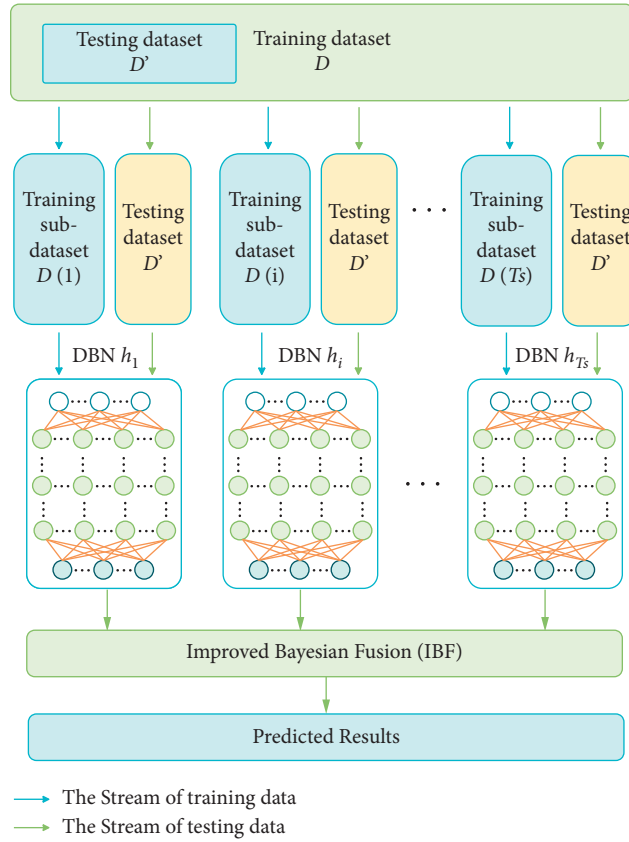 Testing dataset
D’
Training dataset
D
Training
sub-
dataset
D (1)
Testing
dataset
D’
Training
sub-
dataset
D (i)
Testing
dataset
D’
. . .
Training
sub-
dataset
D (Ts)
Testing
dataset
D’
DBN h1
DBN hi
DBN hTs
. . .
Improved Bayesian Fusion (IBF)
Predicted Results
The Stream of training data
The Stream of testing data